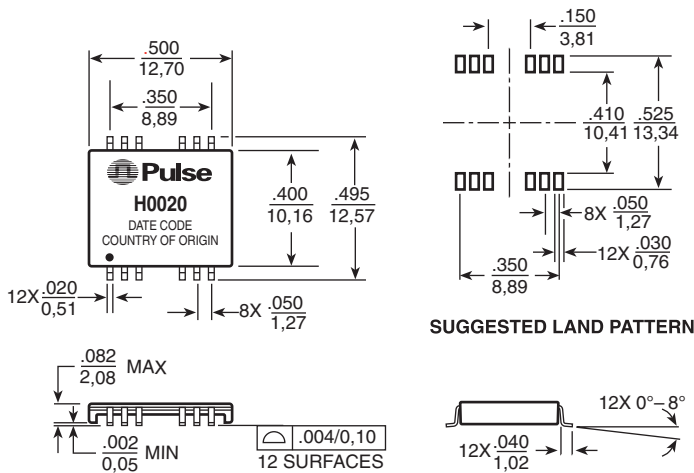 .500
12,70
.350
8,89
Pulse
H0020
DATE CODE
COUNTRY OF ORIGIN
.400
10,16
.495
12,57
12X .020
0,51
8X .050
1,27
.150
3,81
.410
10,41
.525
13,34
8X .050
1,27
12X .030
0,76
.350
8,89
SUGGESTED LAND PATTERN
.082
2,08 MAX
.002
0,05 MIN
.004/0,10
12 SURFACES
12X .040
1,02
12X 0°–8°